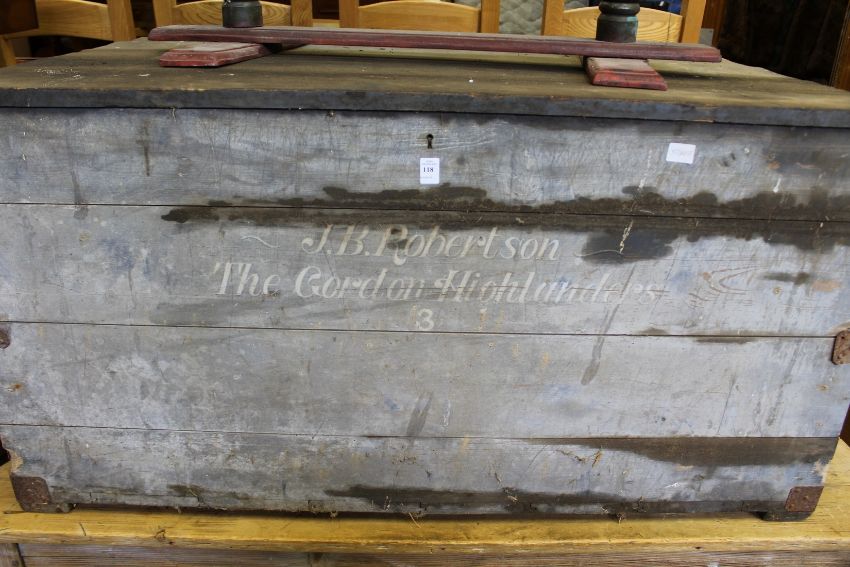 118
J.B. Robertson
The Gordon Highlanders
3